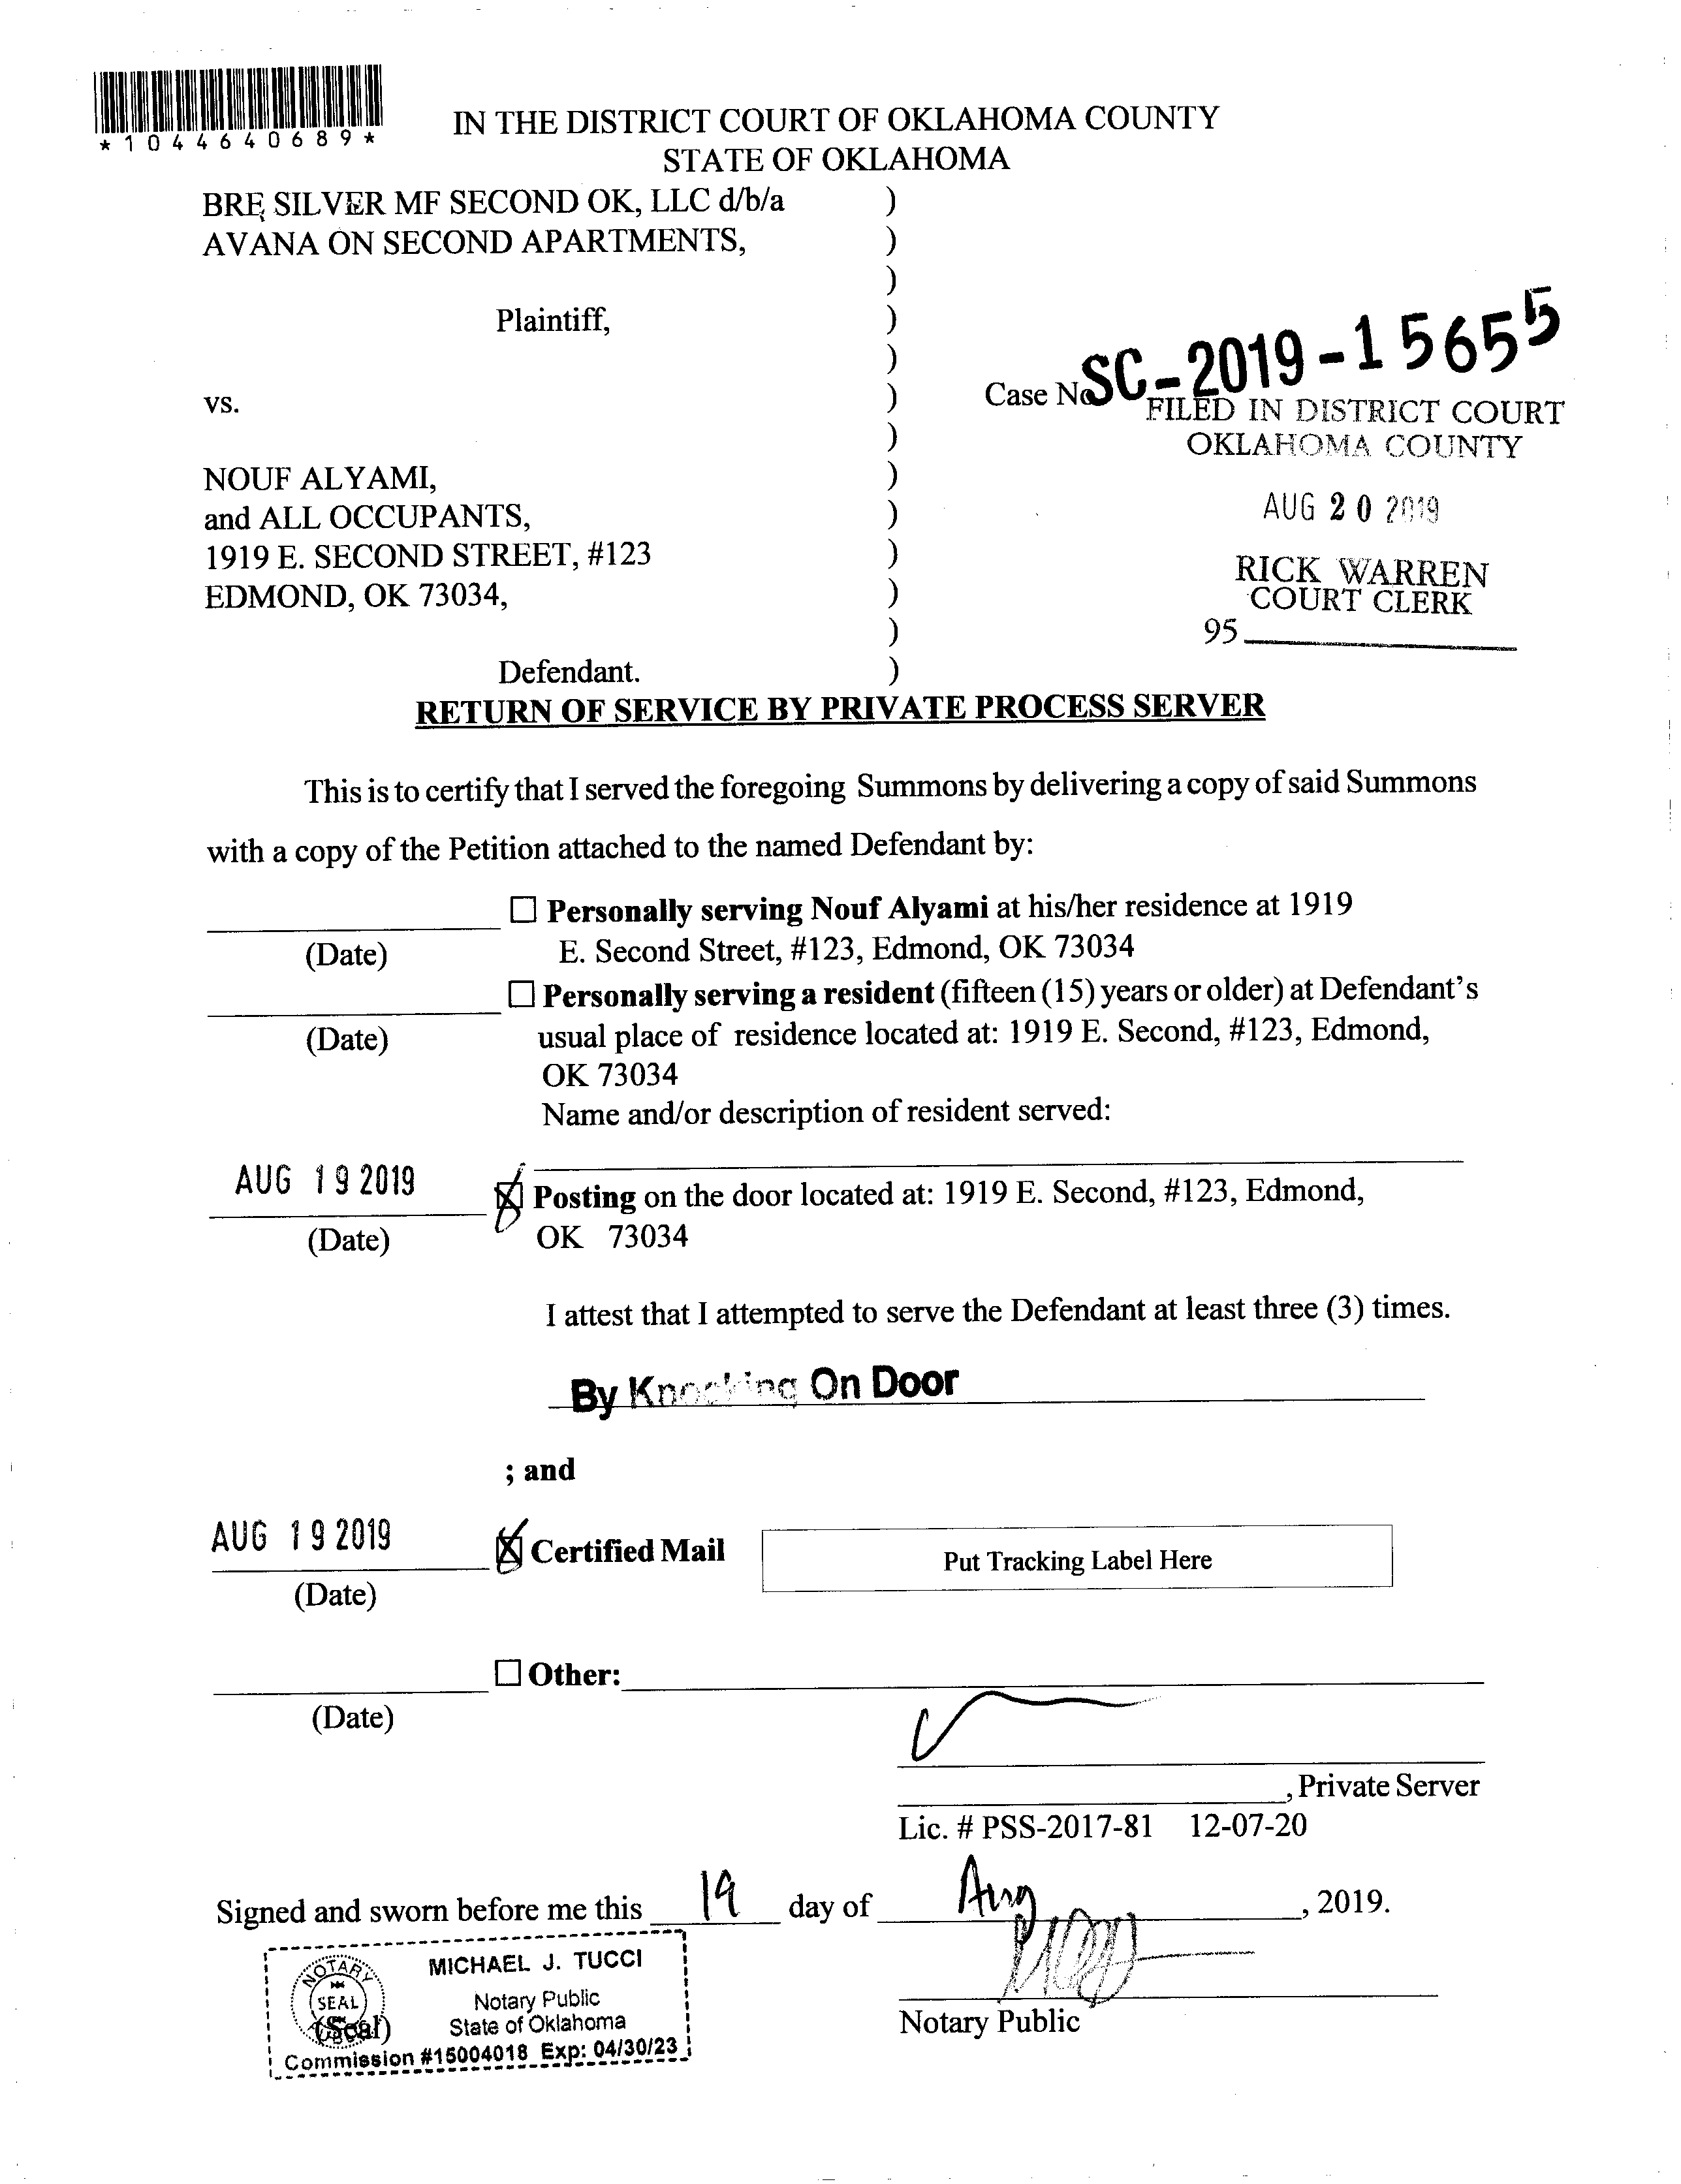 *1044640689*
IN THE DISTRICT COURT OF OKLAHOMA COUNTY
STATE OF OKLAHOMA
BRE SILVER MF SECOND OK, LLC d/b/a )
AVANA ON SECOND APARTMENTS, )
)
Plaintiff, )
)
vs. )
)
Case No SC-2019-15655
FILED IN DISTRICT COURT
OKLAHOMA COUNTY
AUG 20 2019
RICK WARREN
COURT CLERK
95
NOUF ALYAMI, )
and ALL OCCUPANTS, )
1919 E. SECOND STREET, #123 )
EDMOND, OK 73034, )
)
Defendant. )
RETURN OF SERVICE BY PRIVATE PROCESS SERVER
This is to certify that I served the foregoing Summons by delivering a copy of said Summons
with a copy of the Petition attached to the named Defendant by:
☐ Personally serving Nouf Alyami at his/her residence at 1919
(Date) E. Second Street, #123, Edmond, OK 73034
☐ Personally serving a resident (fifteen (15) years or older) at Defendant's
(Date) usual place of residence located at: 1919 E. Second, #123, Edmond,
OK 73034
Name and/or description of resident served:
AUG 19 2019 ☒ Posting on the door located at: 1919 E. Second, #123, Edmond,
(Date) OK 73034
I attest that I attempted to serve the Defendant at least three (3) times.
By Knocking On Door
; and
AUG 19 2019 ☒ Certified Mail Put Tracking Label Here
(Date)
☐ Other:
(Date)
, Private Server
Lic. # PSS-2017-81 12-07-20
Signed and sworn before me this 19 day of Aug, 2019.
NOTARY
SEAL
(Seal)
MICHAEL J. TUCCI
Notary Public
State of Oklahoma
Commission #15004018 Exp: 04/30/23
Notary Public